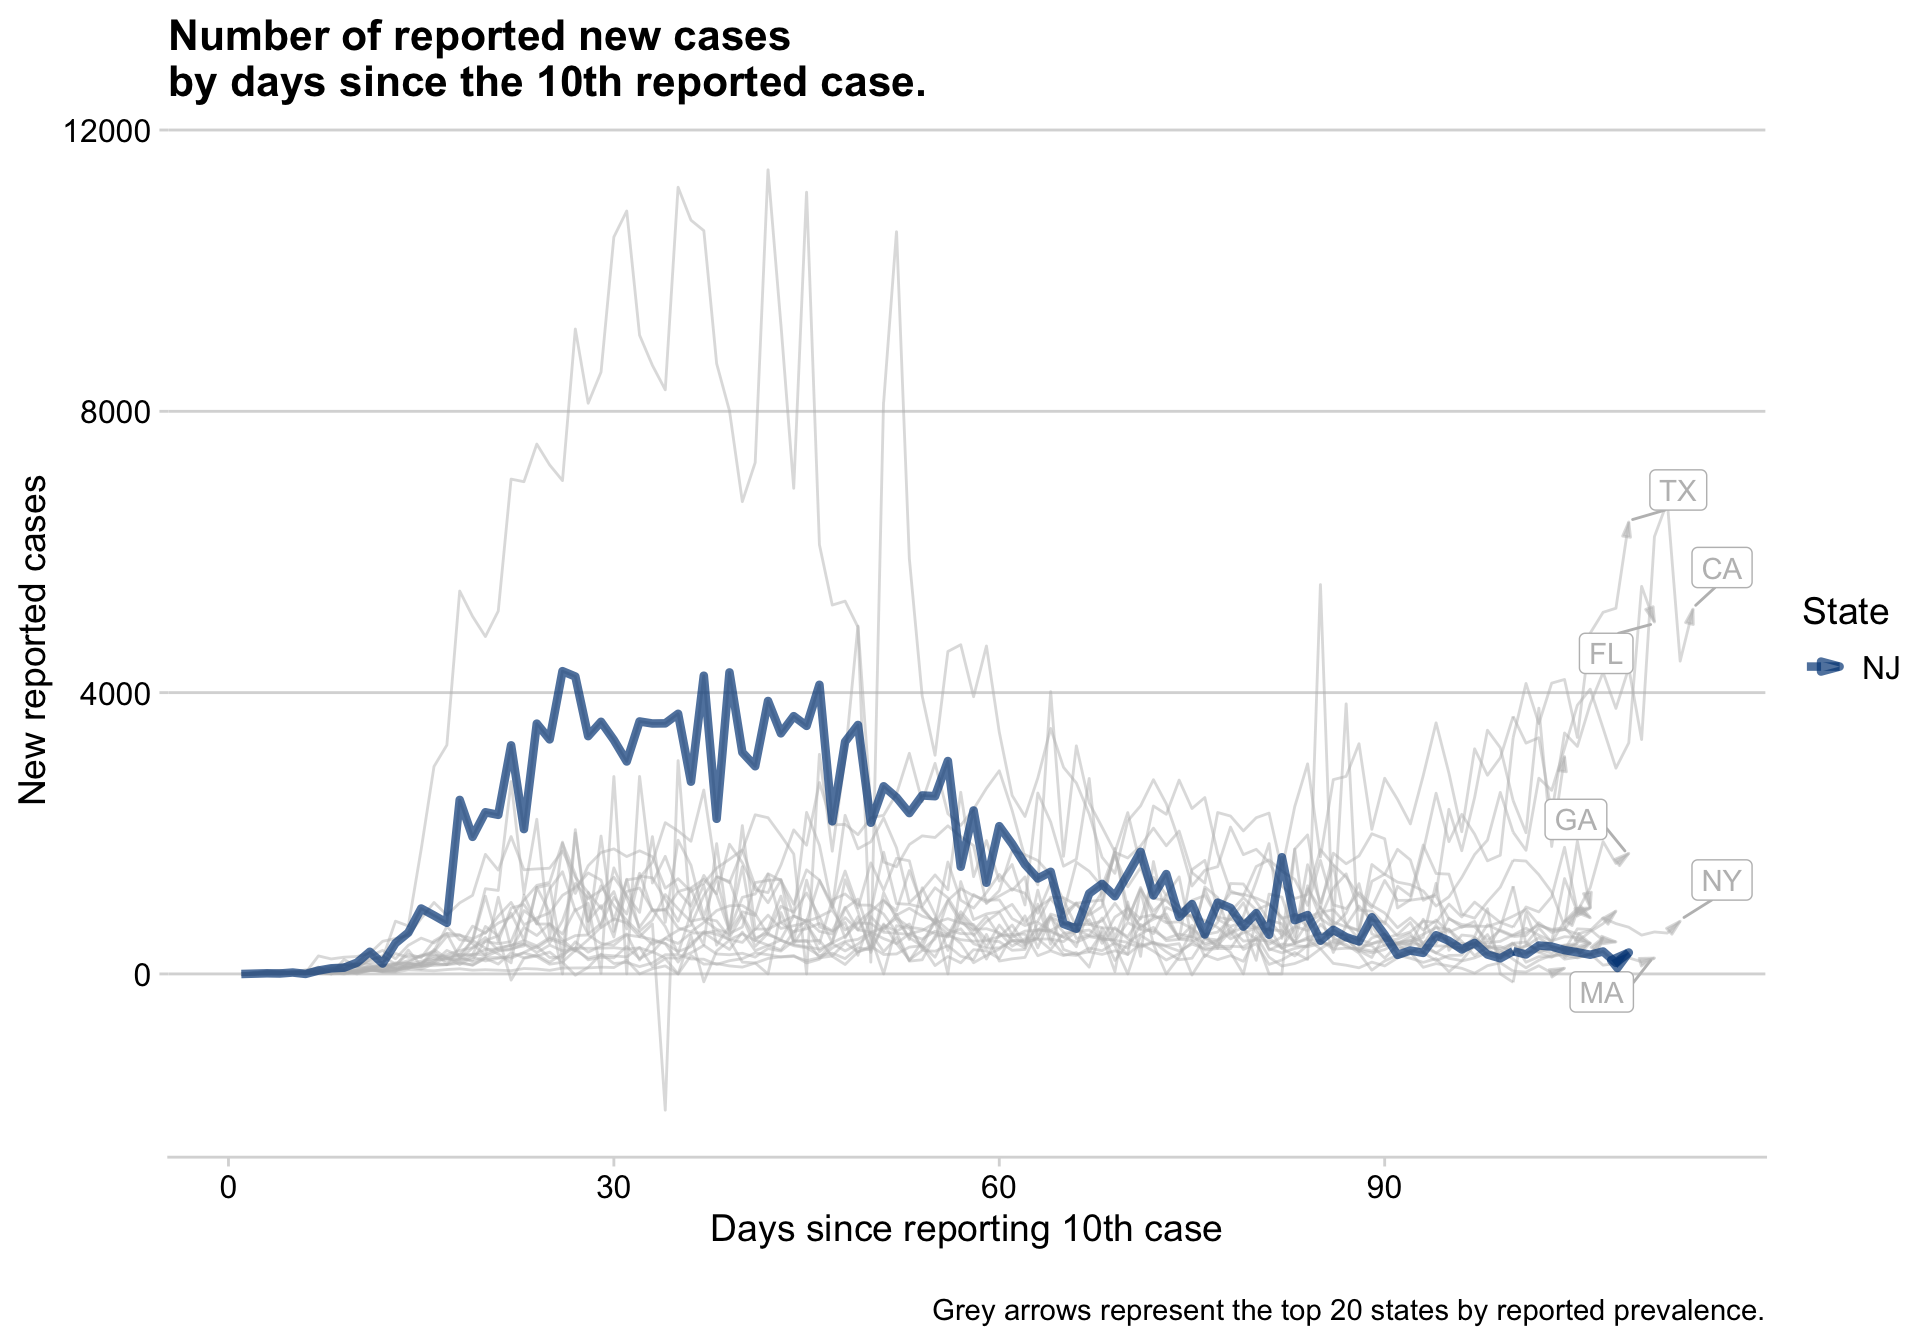 Number of reported new cases
by days since the 10th reported case.
12000
8000
4000
0
New reported cases
TX
CA
FL
GA
NY
MA
State
NJ
0
30
60
90
Days since reporting 10th case
Grey arrows represent the top 20 states by reported prevalence.